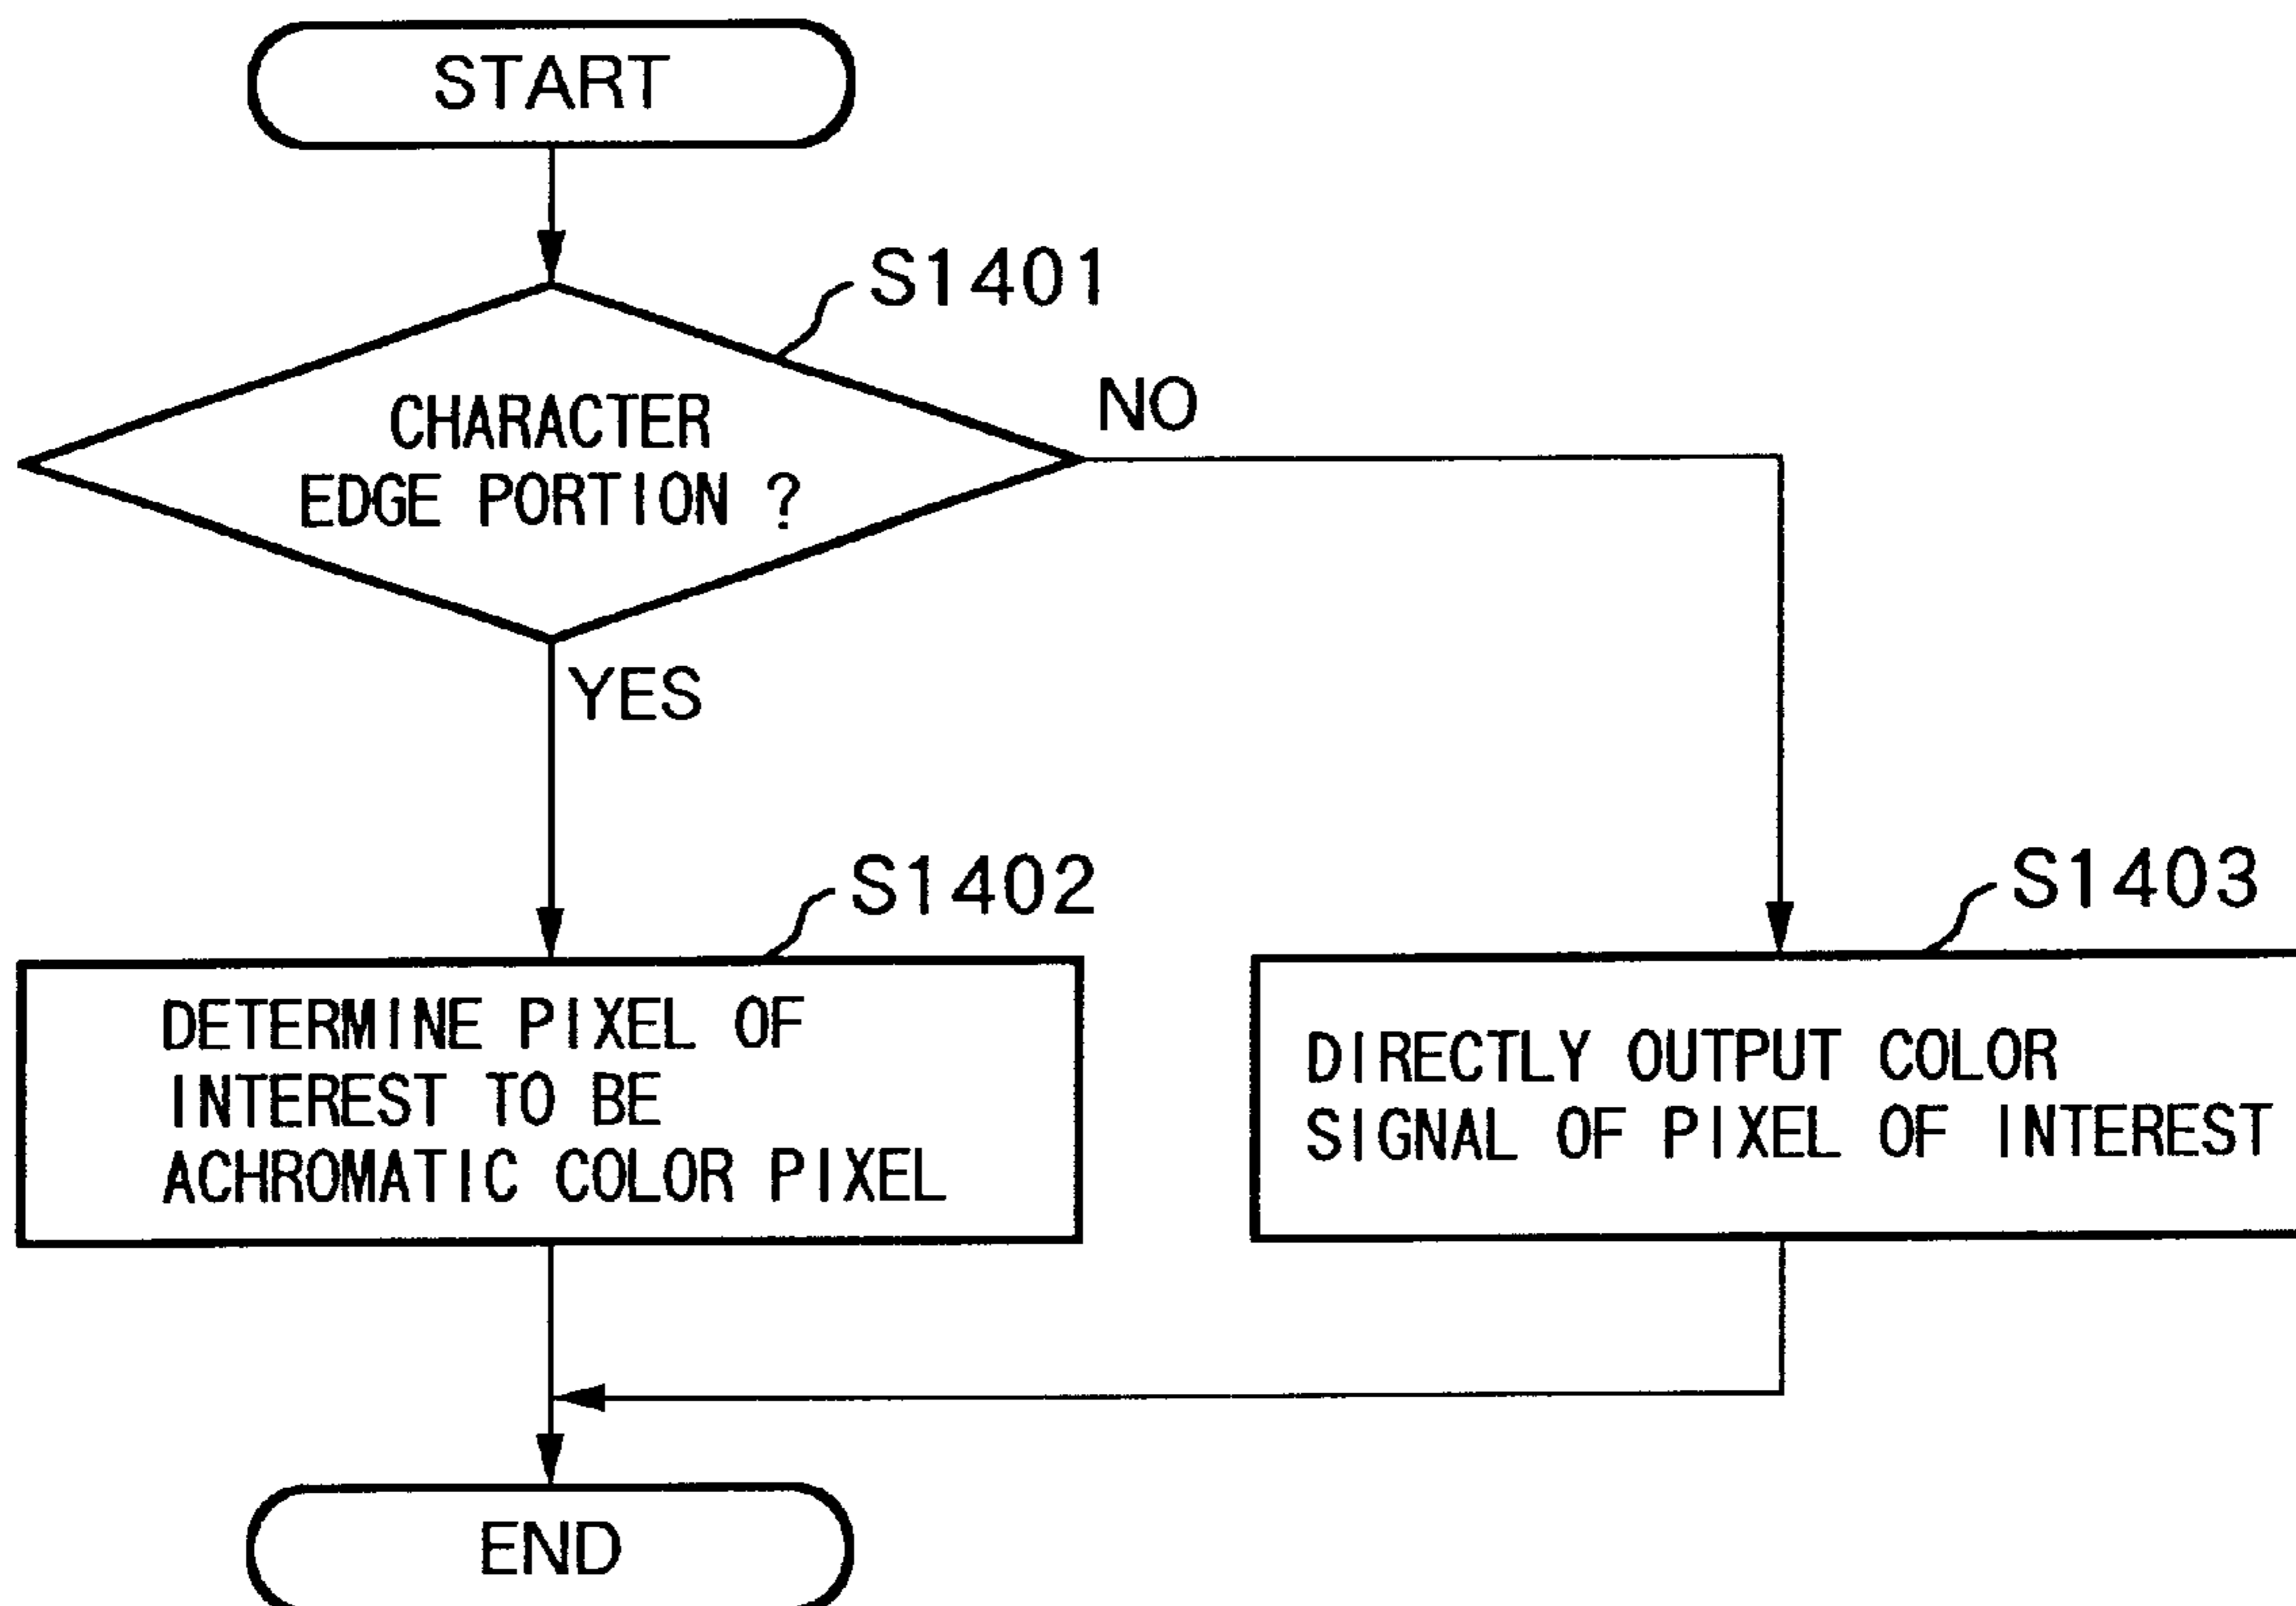 START
S1401
CHARACTER
EDGE PORTION ?
NO
YES
S1402
DETERMINE PIXEL OF
INTEREST TO BE
ACHROMATIC COLOR PIXEL
S1403
DIRECTLY OUTPUT COLOR
SIGNAL OF PIXEL OF INTEREST
END